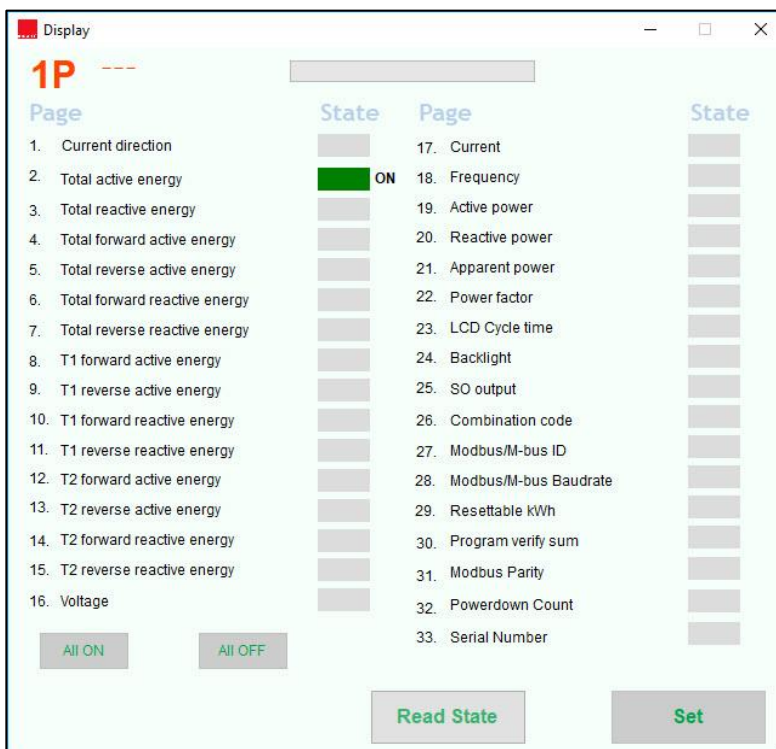 Display
1P ---
Page State
1. Current direction
2. Total active energy ON
3. Total reactive energy
4. Total forward active energy
5. Total reverse active energy
6. Total forward reactive energy
7. Total reverse reactive energy
8. T1 forward active energy
9. T1 reverse active energy
10. T1 forward reactive energy
11. T1 reverse reactive energy
12. T2 forward active energy
13. T2 reverse active energy
14. T2 forward reactive energy
15. T2 reverse reactive energy
16. Voltage
All ON All OFF
Page State
17. Current
18. Frequency
19. Active power
20. Reactive power
21. Apparent power
22. Power factor
23. LCD Cycle time
24. Backlight
25. SO output
26. Combination code
27. Modbus/M-bus ID
28. Modbus/M-bus Baudrate
29. Resettable kWh
30. Program verify sum
31. Modbus Parity
32. Powerdown Count
33. Serial Number
Read State Set